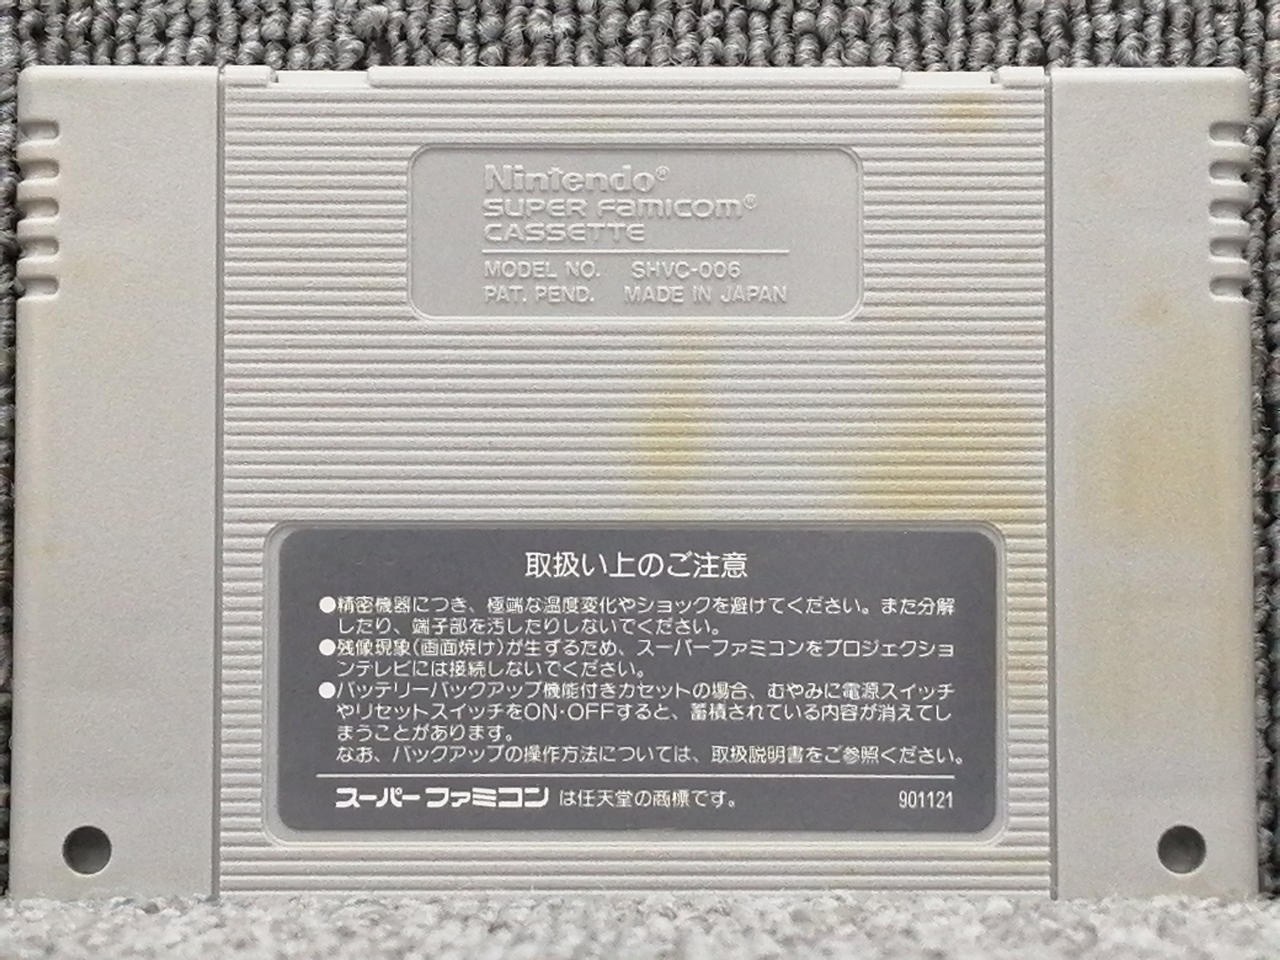 Nintendo®
SUPER FAMICOM®
CASSETTE
MODEL NO. SHVC-006
PAT. PEND. MADE IN JAPAN
取扱い上のご注意
●精密機器につき、極端な温度変化やショックを避けてください。また分解
したり、端子部を汚したりしないでください。
●残像現象(画面焼け)が生ずるため、スーパーファミコンをプロジェクショ
ンテレビには接続しないでください。
●バッテリーバックアップ機能付きカセットの場合、むやみに電源スイッチ
やリセットスイッチをON・OFFすると、蓄積されている内容が消えてし
まうことがあります。
なお、バックアップの操作方法については、取扱説明書をご参照ください。
スーパーファミコン は任天堂の商標です。 901121